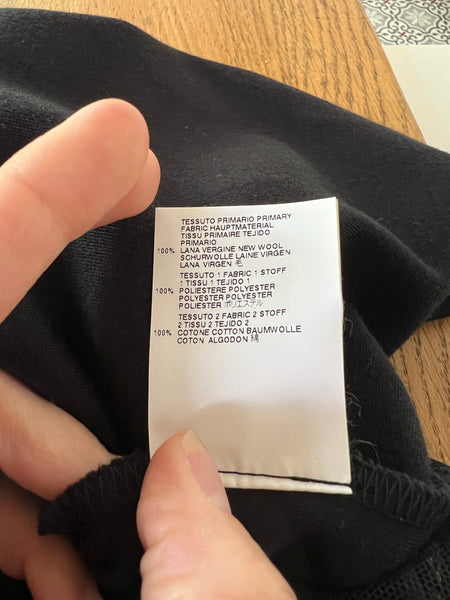 TESSUTO PRIMARIO PRIMARY
FABRIC HAUPTMATERIAL
TISSU PRIMAIRE TEJIDO
PRIMARIO
100% LANA VERGINE NEW WOOL
SCHURWOLLE LAINE VIRGEN
LANA VIRGEN 毛
TESSUTO 1 FABRIC 1 STOFF
1 TISSU 1 TEJIDO 1
100% POLIESTERE POLYESTER
POLYESTER POLYESTER
POLIESTER ポリエステル
TESSUTO 2 FABRIC 2 STOFF
2 TISSU 2 TEJIDO 2
100% COTONE COTTON BAUMWOLLE
COTON ALGODON 綿